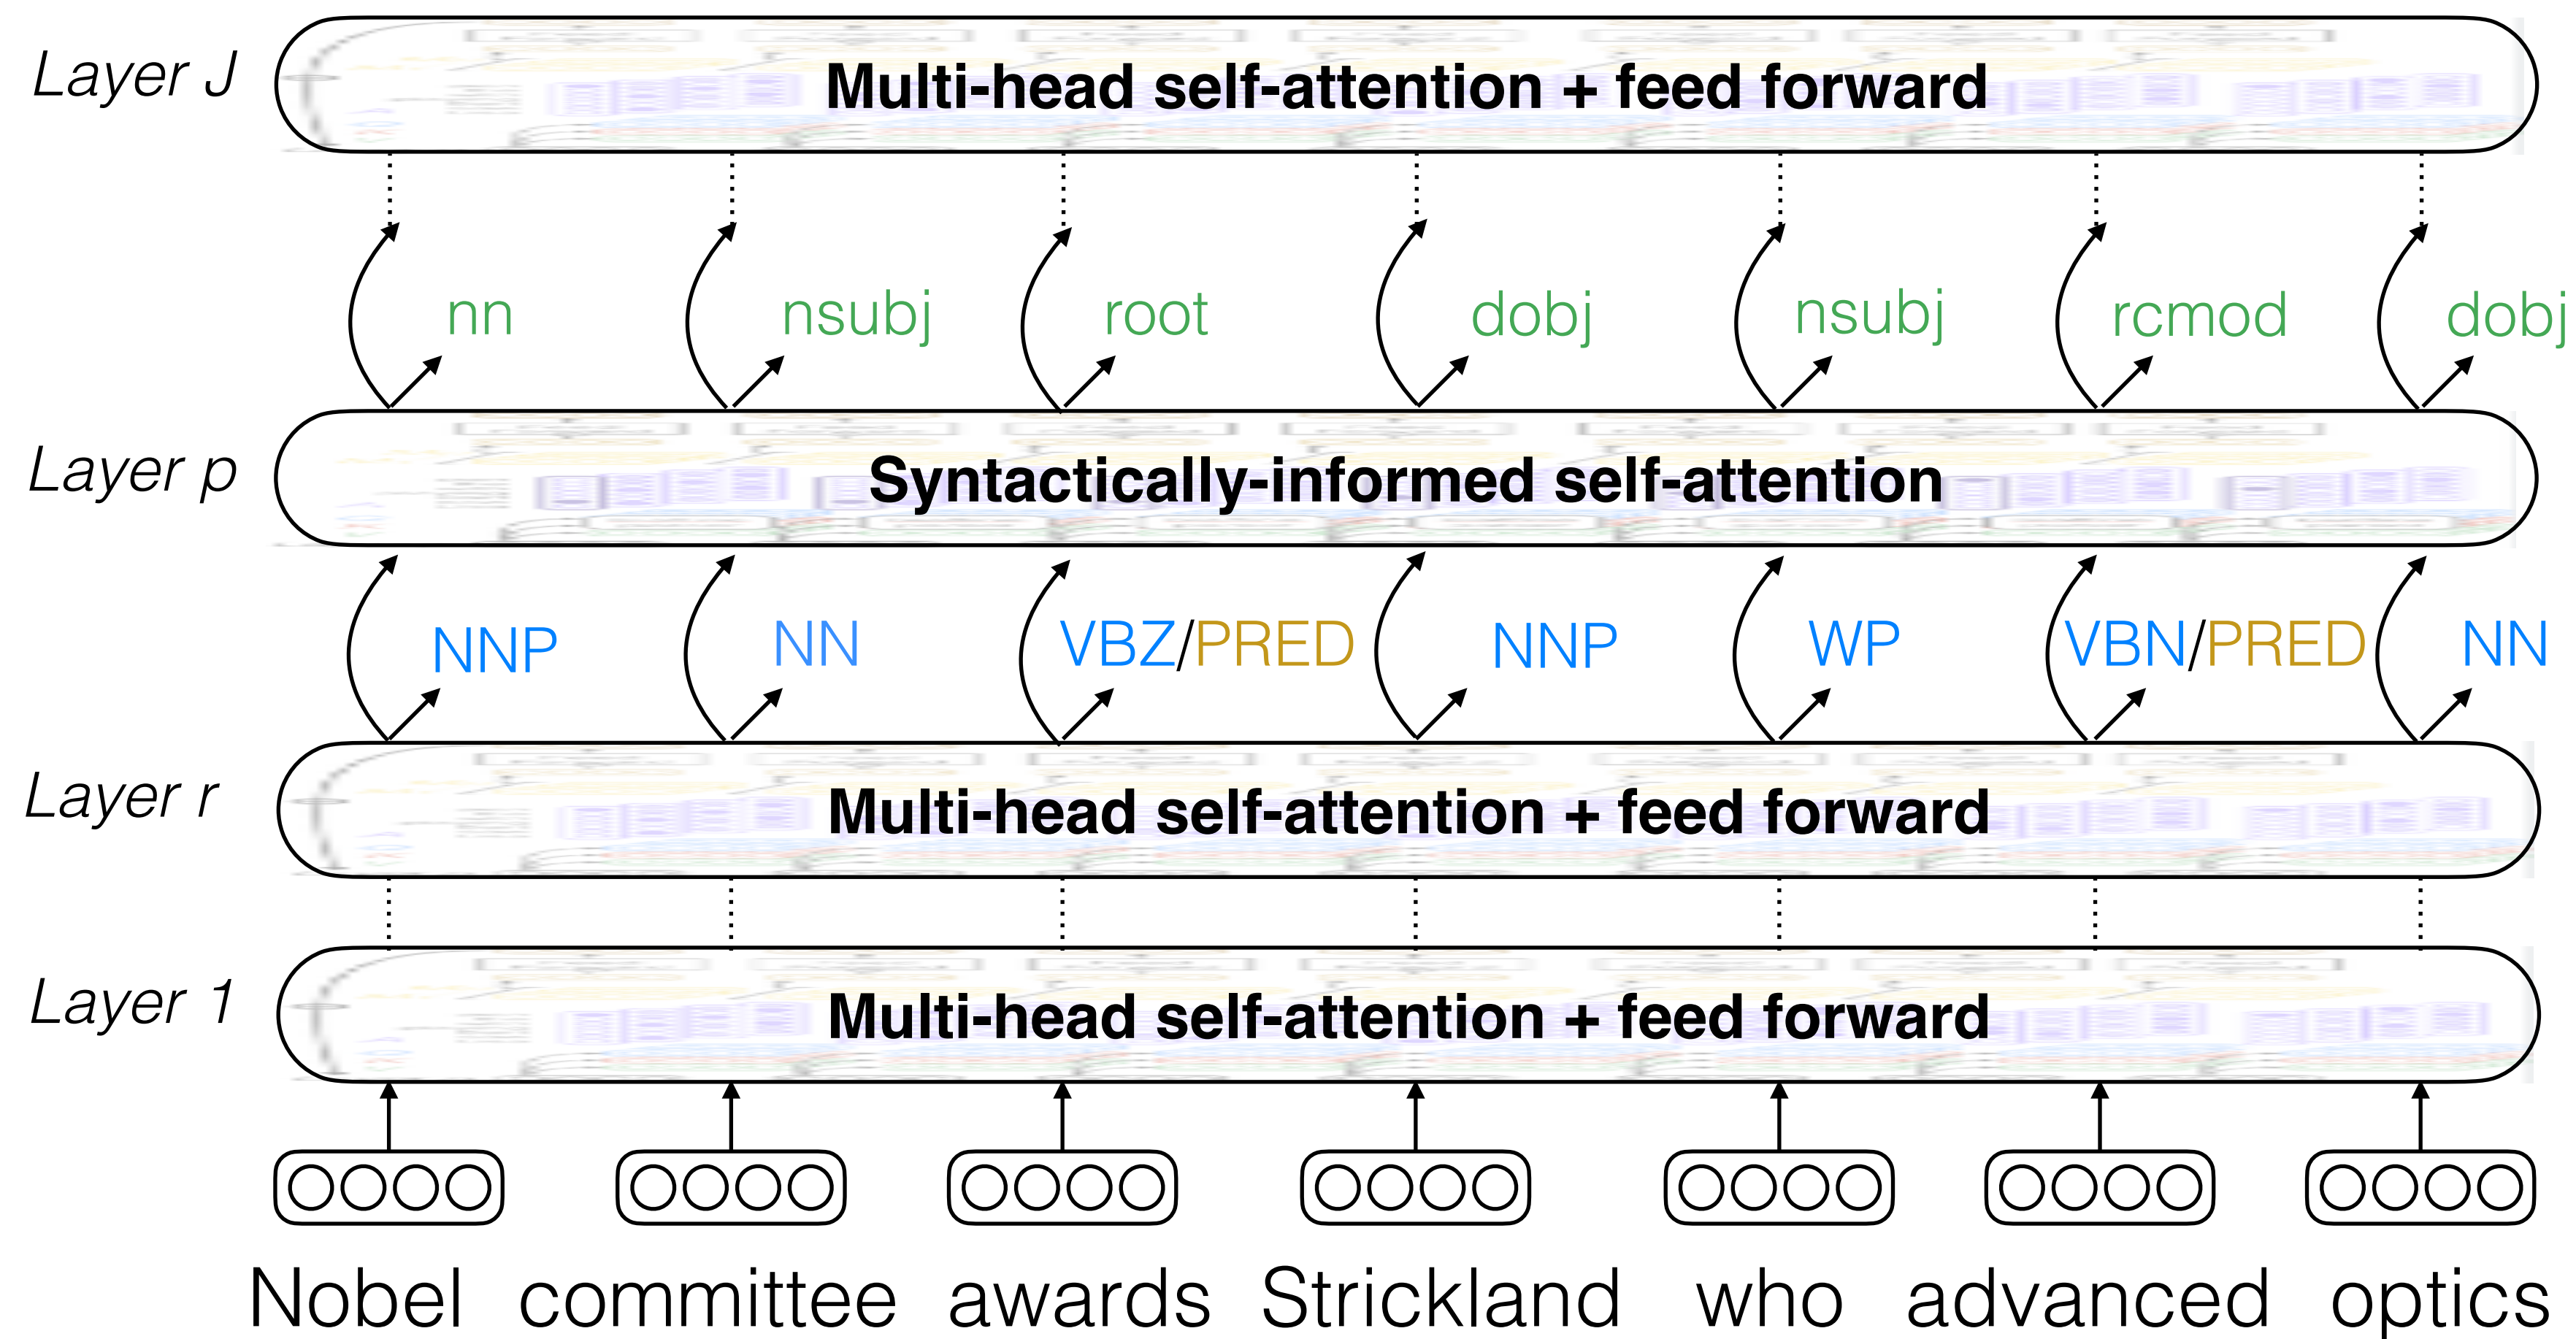 Layer J Multi-head self-attention + feed forward
nn nsubj root dobj nsubj rcmod dobj
Layer p Syntactically-informed self-attention
NNP NN VBZ/PRED NNP WP VBN/PRED NN
Layer r Multi-head self-attention + feed forward
Layer 1 Multi-head self-attention + feed forward
Nobel committee awards Strickland who advanced optics